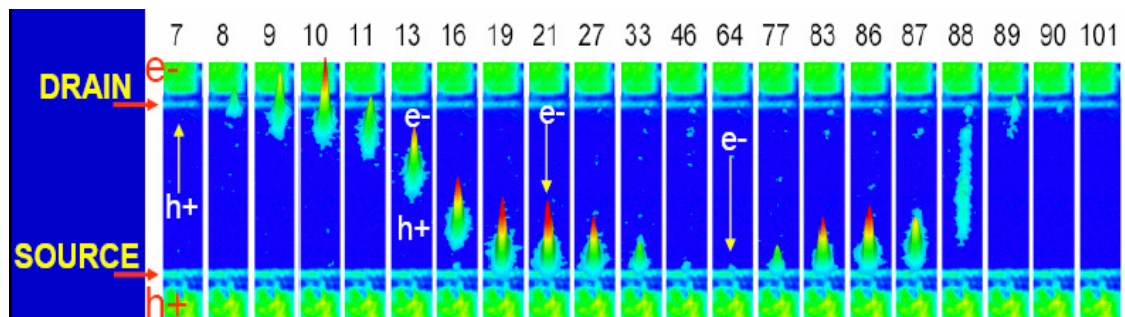 7 8 9 10 11 13 16 19 21 27 33 46 64 77 83 86 87 88 89 90 101
e-
DRAIN
e- e-
e-
h+
h+
SOURCE
h+